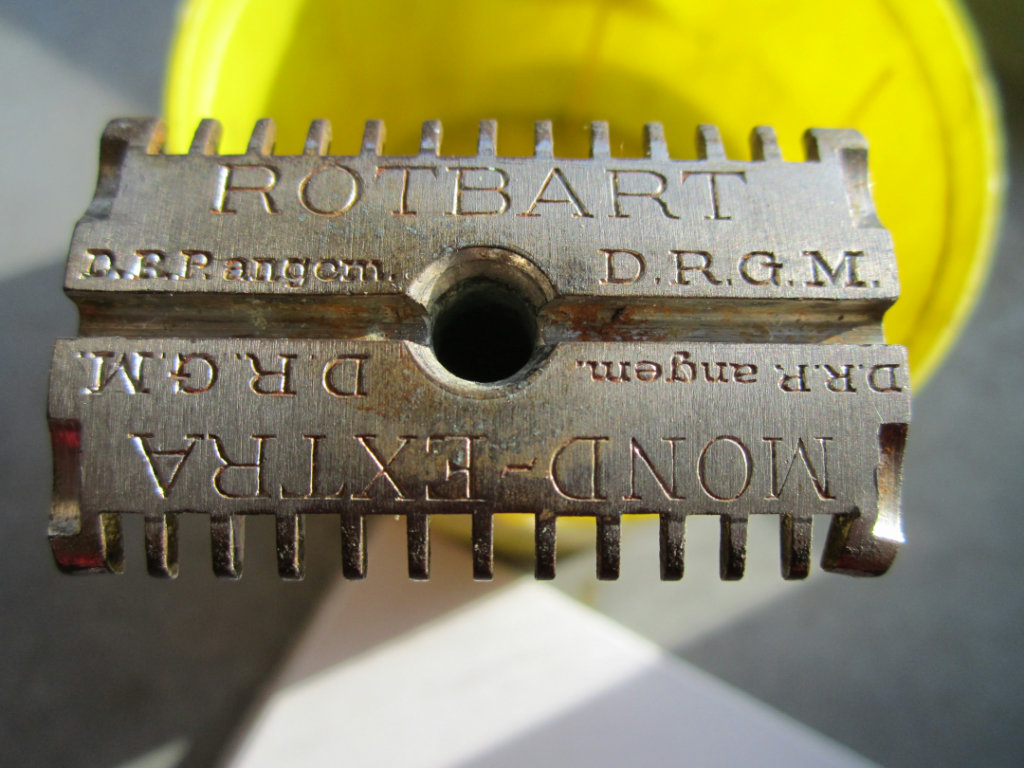 ROTBART
D.R.P. angem. D.R.G.M.
D.R.P. angem. D.R.G.M.
MOND-EXTRA